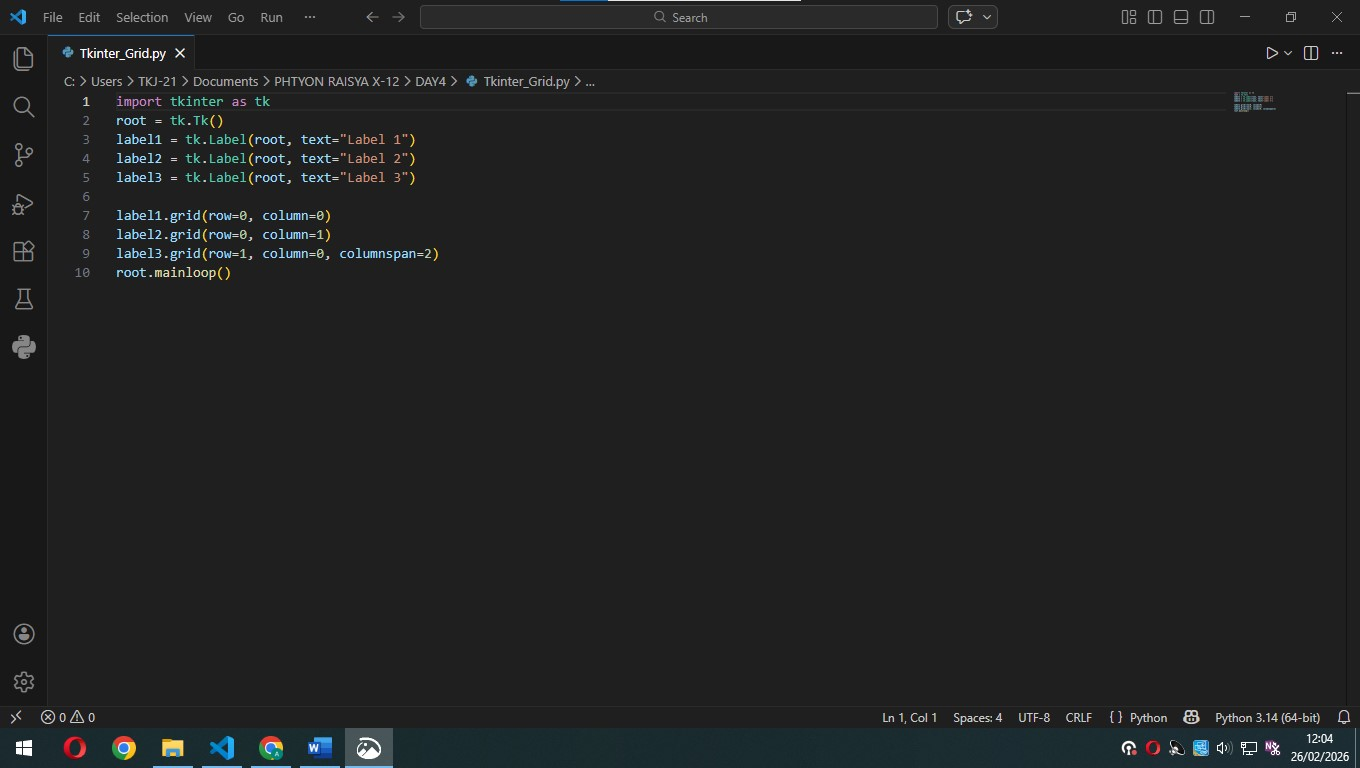 File Edit Selection View Go Run ··· Search
Tkinter_Grid.py
C: > Users > TKJ-21 > Documents > PHTYON RAISYA X-12 > DAY4 > Tkinter_Grid.py > ...
1 import tkinter as tk
2 root = tk.Tk()
3 label1 = tk.Label(root, text="Label 1")
4 label2 = tk.Label(root, text="Label 2")
5 label3 = tk.Label(root, text="Label 3")
6
7 label1.grid(row=0, column=0)
8 label2.grid(row=0, column=1)
9 label3.grid(row=1, column=0, columnspan=2)
10 root.mainloop()
0 0 Ln 1, Col 1 Spaces: 4 UTF-8 CRLF { } Python Python 3.14 (64-bit)
12:04
26/02/2026